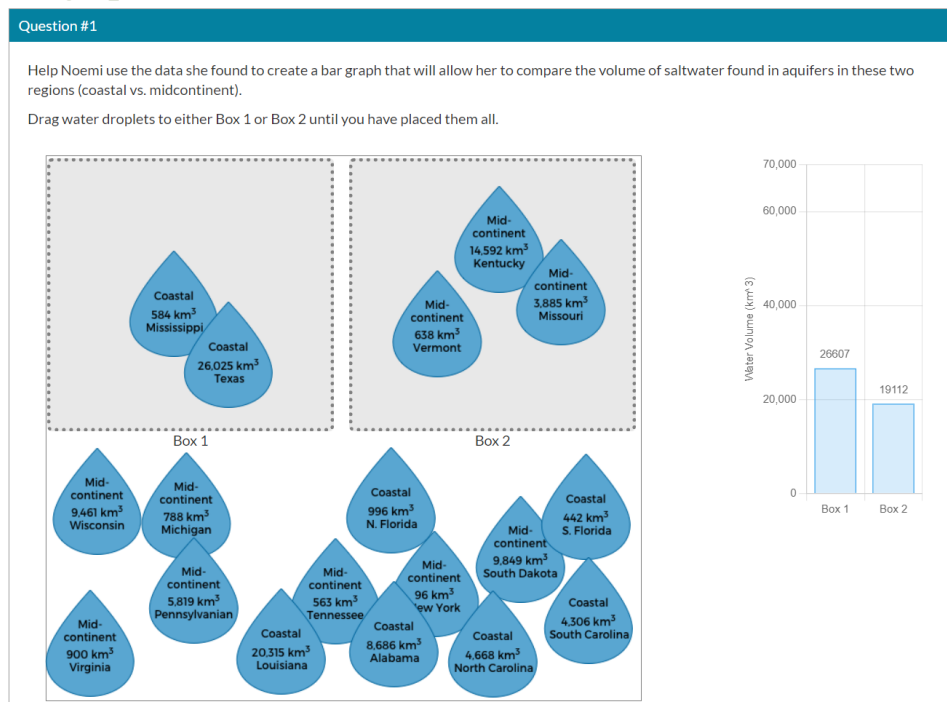 Question #1
Help Noemi use the data she found to create a bar graph that will allow her to compare the volume of saltwater found in aquifers in these two
regions (coastal vs. midcontinent).
Drag water droplets to either Box 1 or Box 2 until you have placed them all.
Coastal
584 km³
Mississippi
Coastal
26,025 km³
Texas
Mid-
continent
14,592 km³
Kentucky
Mid-
continent
3,885 km³
Missouri
Mid-
continent
638 km³
Vermont
Box 1
Box 2
Mid-
continent
9,461 km³
Wisconsin
Mid-
continent
788 km³
Michigan
Mid-
continent
5,819 km³
Pennsylvanian
Mid-
continent
900 km³
Virginia
Coastal
996 km³
N. Florida
Coastal
442 km³
S. Florida
Mid-
continent
9,849 km³
South Dakota
Mid-
continent
563 km³
Tennessee
Mid-
continent
96 km³
ew York
Coastal
20,315 km³
Louisiana
Coastal
8,686 km³
Alabama
Coastal
4,668 km³
North Carolina
Coastal
4,306 km³
South Carolina
Water Volume (km^3)
70,000
60,000
40,000
20,000
0
26607
19112
Box 1
Box 2